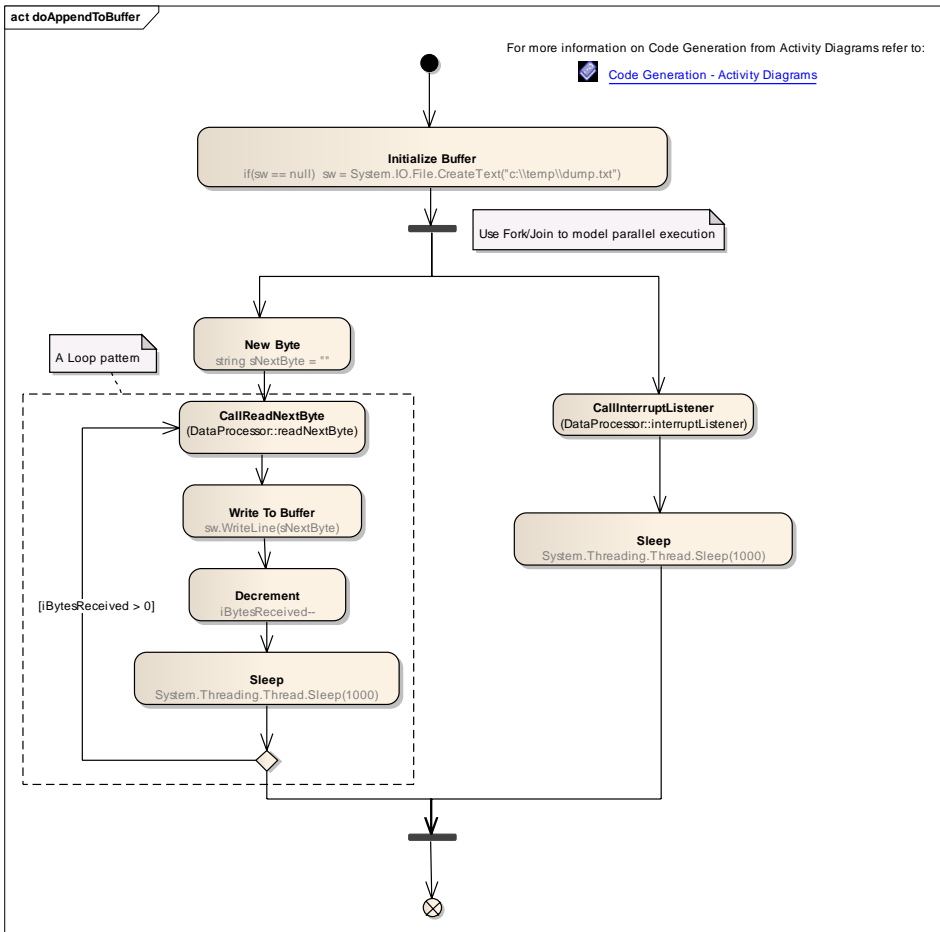 act doAppendToBuffer
For more information on Code Generation from Activity Diagrams refer to:
Code Generation - Activity Diagrams
Initialize Buffer
if(sw == null)  sw = System.IO.File.CreateText("c:\\temp\\dump.txt")
Use Fork/Join to model parallel execution
New Byte
string sNextByte = ""
A Loop pattern
CallReadNextByte
(DataProcessor::readNextByte)
CallInterruptListener
(DataProcessor::interruptListener)
Write To Buffer
sw.WriteLine(sNextByte)
Sleep
System.Threading.Thread.Sleep(1000)
Decrement
iBytesReceived--
[iBytesReceived > 0]
Sleep
System.Threading.Thread.Sleep(1000)